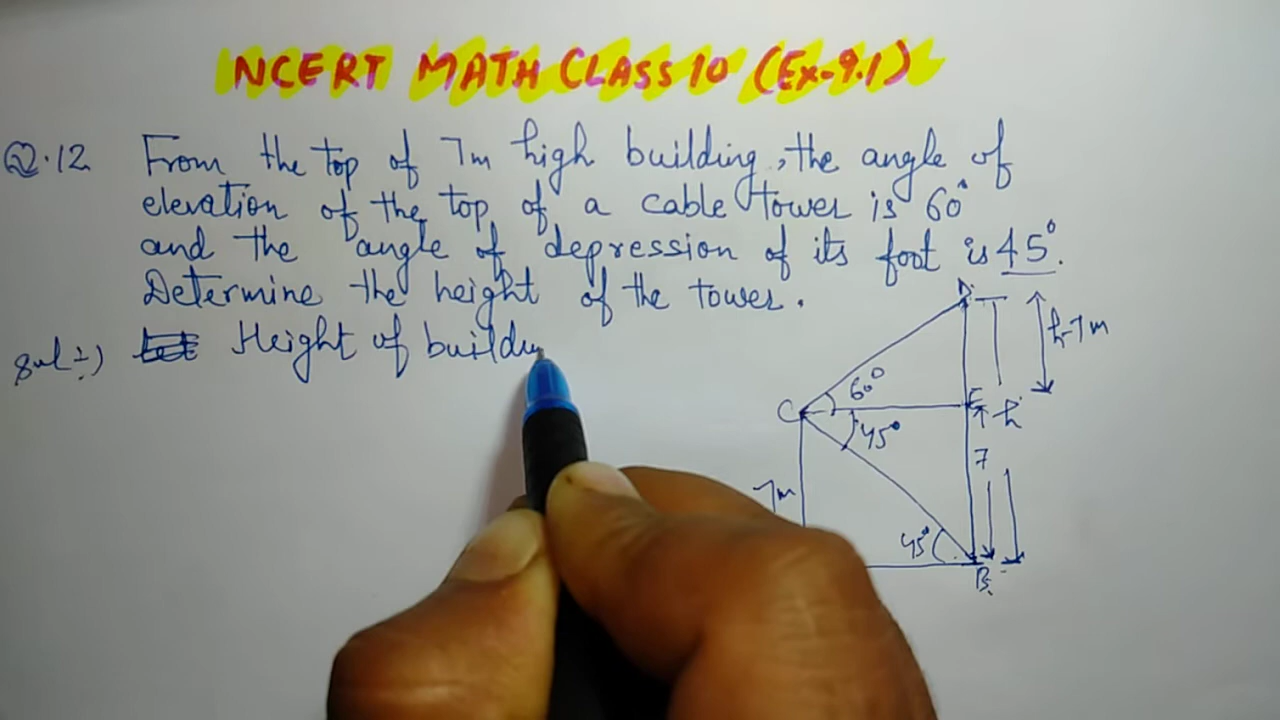 NCERT MATH CLASS 10 (Ex-9.1)
Q.12 From the top of 7m high building, the angle of
elevation of the top of a cable tower is 60°
and the angle of depression of its foot is 45°.
Determine the height of the tower.
Height of buildin
D
h-7m
60°
C
E
h
45°
7
7m
45°
B